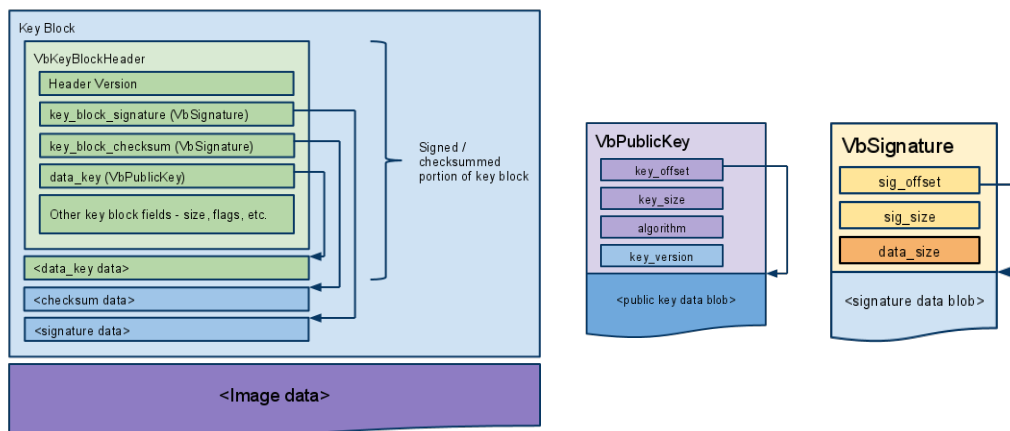 Key Block
VbKeyBlockHeader
Header Version
key_block_signature (VbSignature)
key_block_checksum (VbSignature)
data_key (VbPublicKey)
Other key block fields - size, flags, etc.
<data_key data>
<checksum data>
<signature data>
Signed /
checksummed
portion of key block
<Image data>
VbPublicKey
key_offset
key_size
algorithm
key_version
<public key data blob>
VbSignature
sig_offset
sig_size
data_size
<signature data blob>